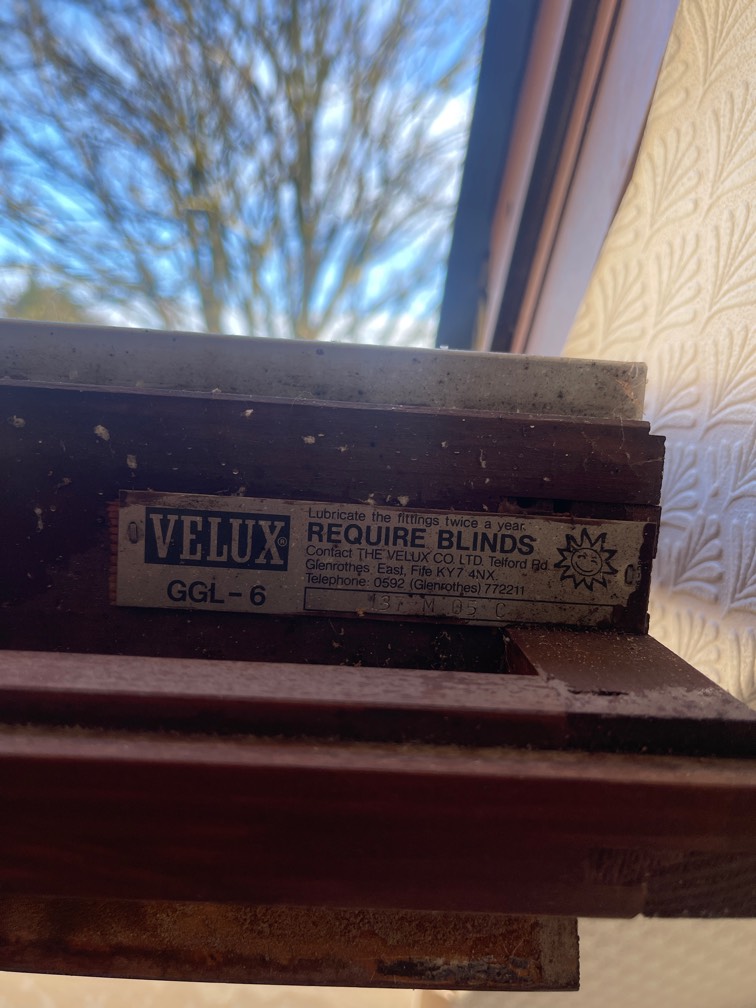 VELUX®
GGL-6
Lubricate the fittings twice a year.
REQUIRE BLINDS
Contact THE VELUX CO. LTD. Telford Rd.
Glenrothes East, Fife KY7 4NX.
Telephone 0592 (Glenrothes) 772211
M 05 C